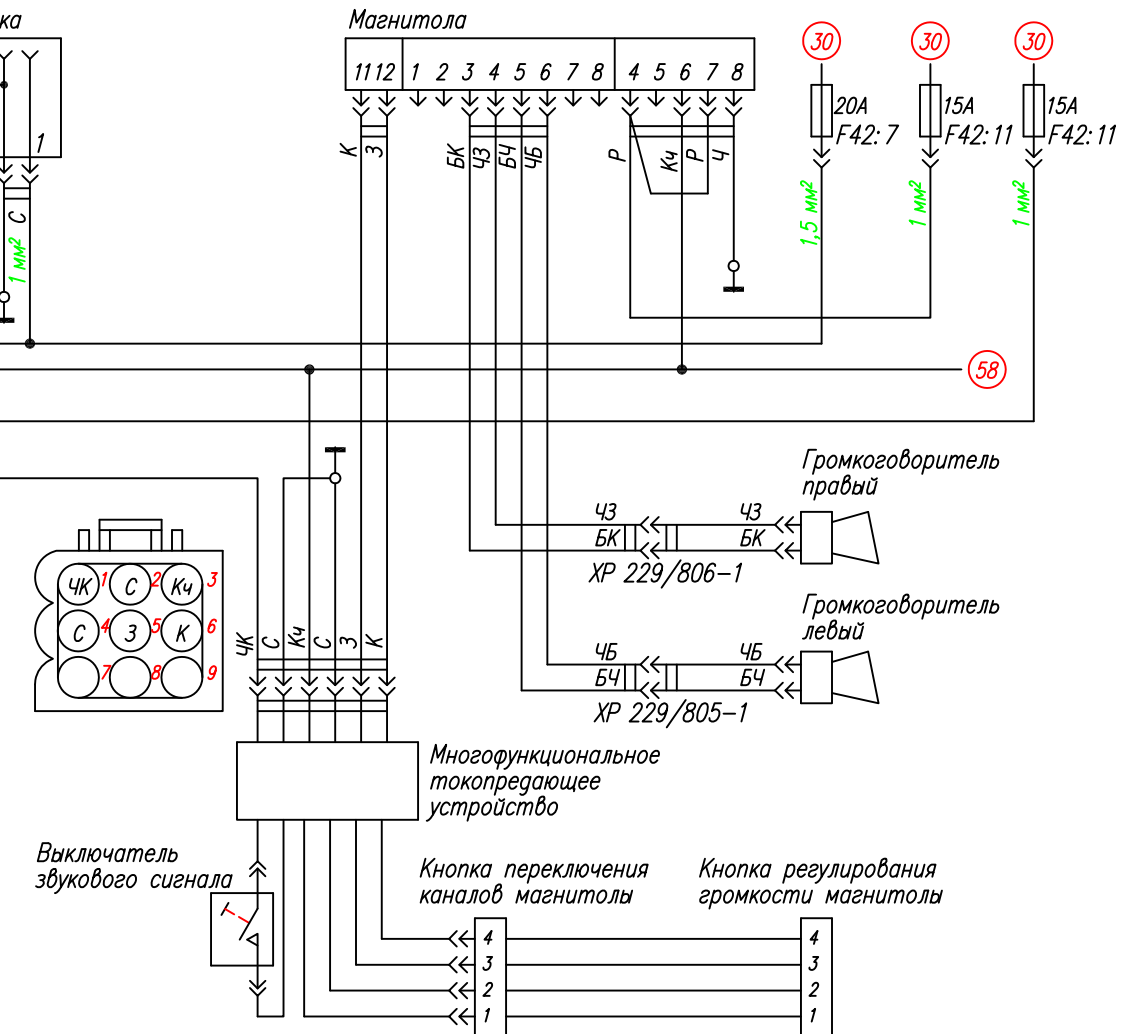 ка
Магнитола
30
30
30
11 12 1 2 3 4 5 6 7 8 4 5 6 7 8
20А
F42:7
15А
F42:11
15А
F42:11
1
К
З
БК
ЧЗ
БЧ
ЧБ
Р
Кч
Р
Ч
С
1 мм²
1,5 мм²
1 мм²
1 мм²
58
Громкоговоритель
правый
ЧЗ
БК
ЧЗ
БК
ХР 229/806-1
Громкоговоритель
левый
ЧБ
БЧ
ЧБ
БЧ
ХР 229/805-1
ЧК 1 С 2 Кч 3
С 4 З 5 К 6
7 8 9
ЧК
С
Кч
С
З
К
Многофункциональное
токопредающее
устройство
Выключатель
звукового сигнала
Кнопка переключения
каналов магнитолы
Кнопка регулирования
громкости магнитолы
4
3
2
1
4
3
2
1